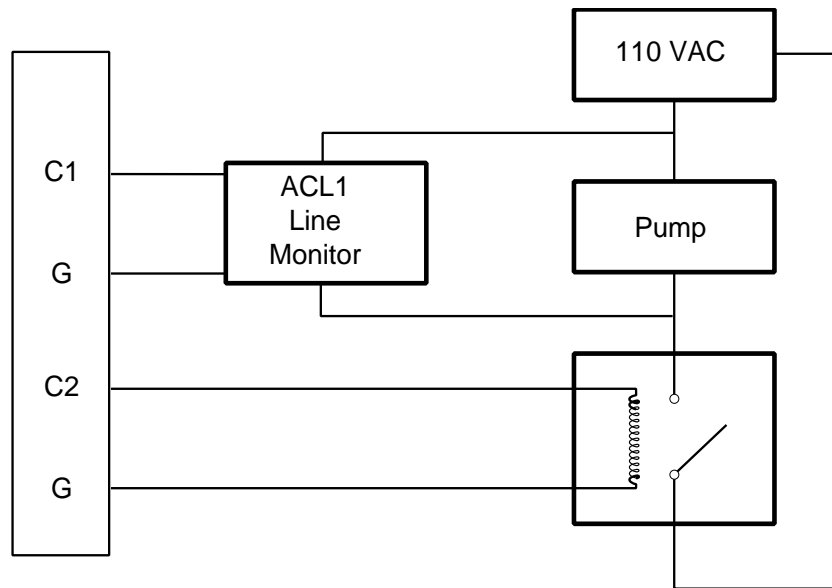 110 VAC
C1
ACL1
Line
Monitor
Pump
G
C2
G